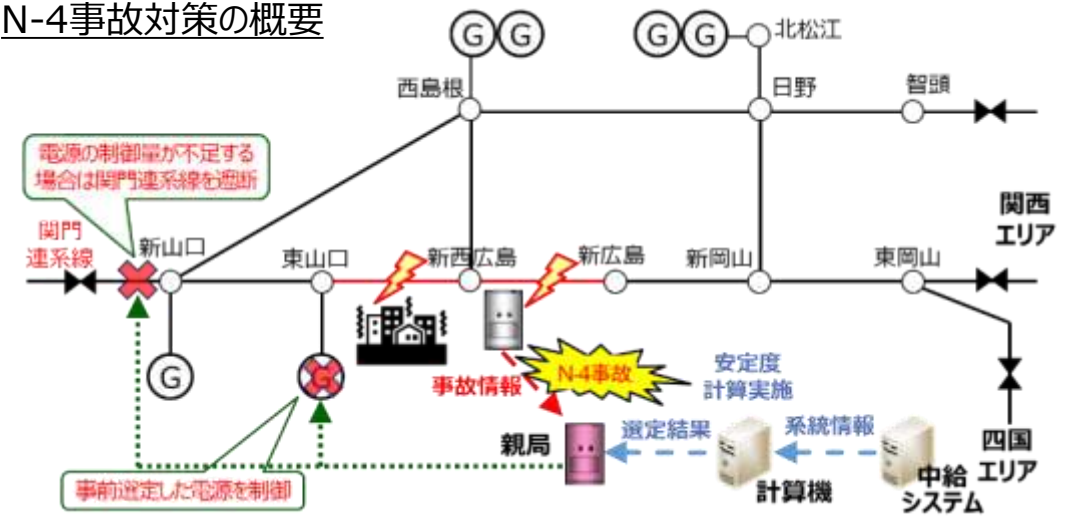 N-4事故対策の概要
G G
G G
北松江
西島根
日野
智頭
電源の制御量が不足する
場合は関門連系線を遮断
関西
エリア
関門
連系線
新山口
東山口
新西広島
新広島
新岡山
東岡山
G
G
事故情報
N-4事故
安定度
計算実施
親局
選定結果
系統情報
四国
エリア
事前選定した電源を制御
計算機
中給
システム